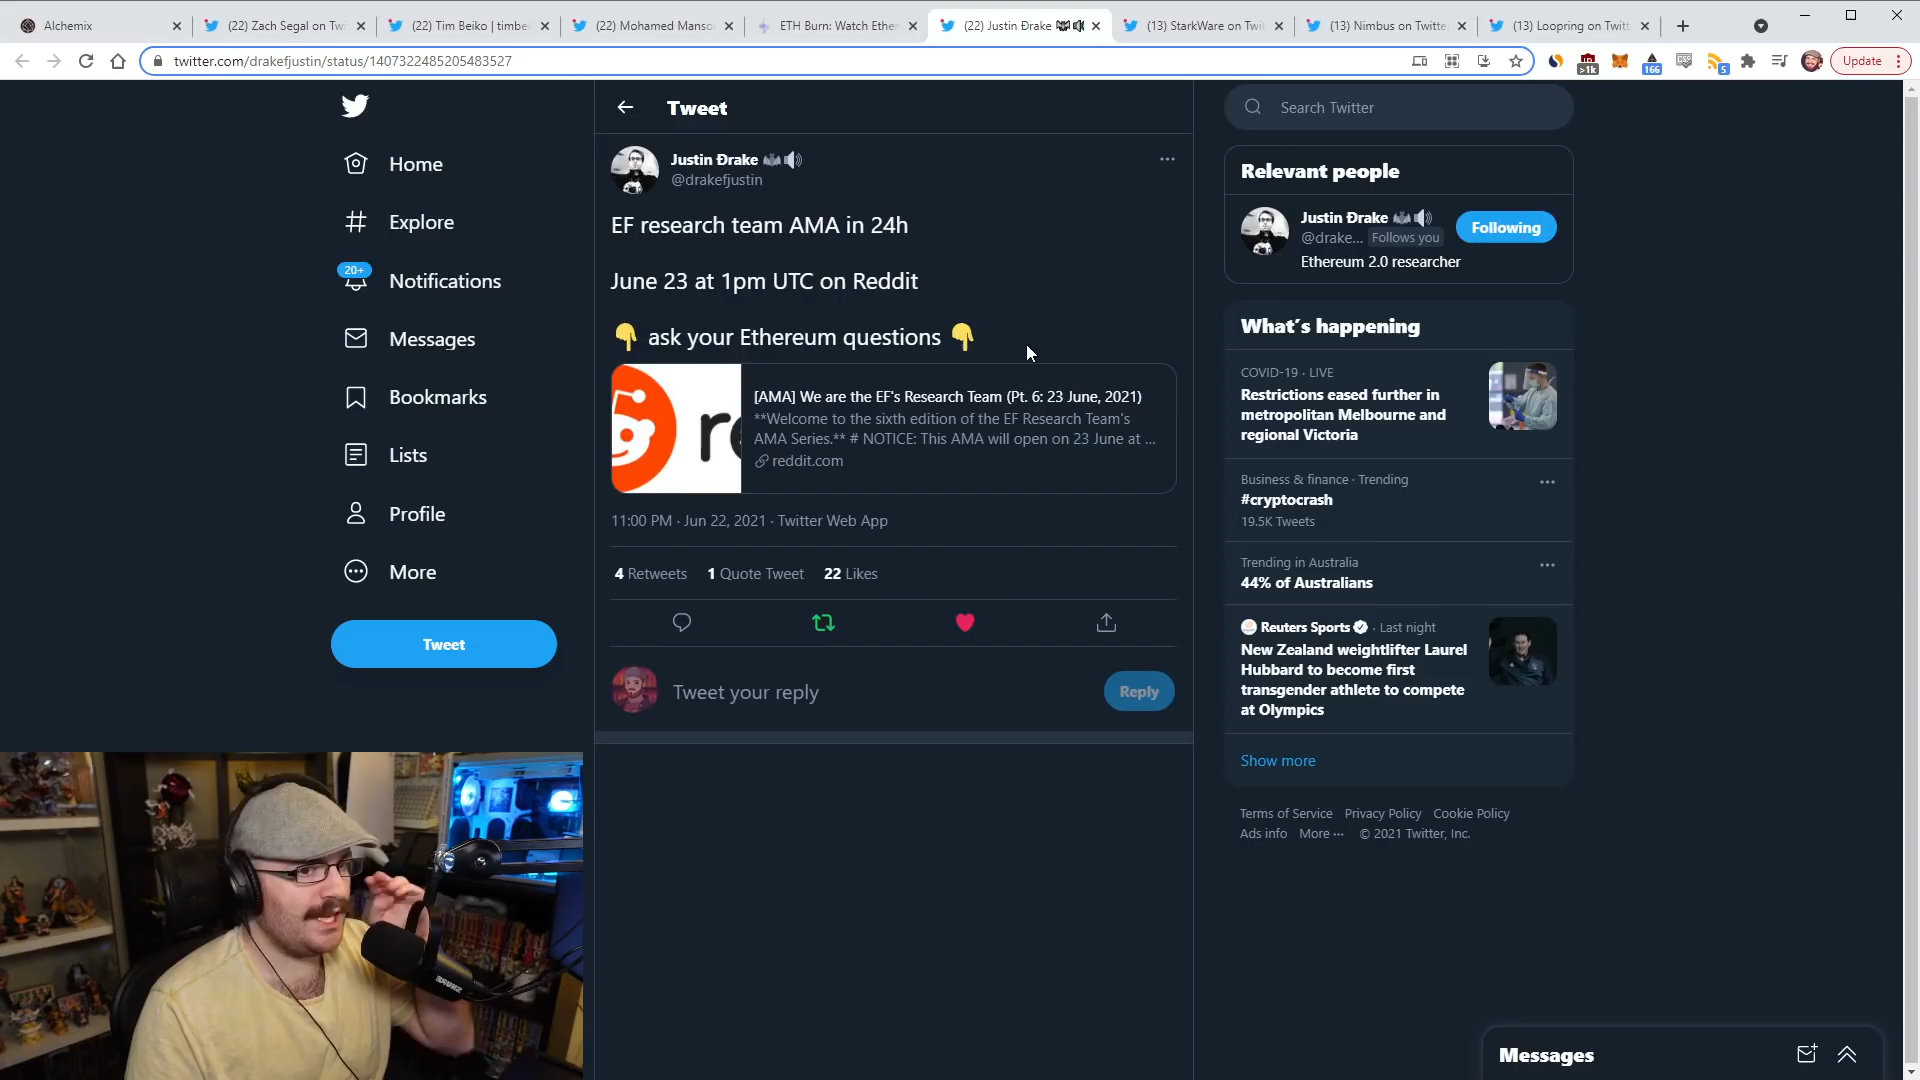 Alchemix
(22) Zach Segal on Twi
(22) Tim Beiko | timbe
(22) Mohamed Manso
ETH Burn: Watch Ether
(22) Justin Ðrake
(13) StarkWare on Twi
(13) Nimbus on Twitte
(13) Loopring on Twitt
twitter.com/drakefjustin/status/1407322485205483527
>1k
166
5
Update
Home
Explore
20+
Notifications
Messages
Bookmarks
Lists
Profile
More
Tweet
Tweet
Justin Ðrake 🦇🔊
@drakefjustin
EF research team AMA in 24h
June 23 at 1pm UTC on Reddit
👇 ask your Ethereum questions 👇
re
[AMA] We are the EF's Research Team (Pt. 6: 23 June, 2021)
**Welcome to the sixth edition of the EF Research Team's
AMA Series.** # NOTICE: This AMA will open on 23 June at ...
reddit.com
11:00 PM · Jun 22, 2021 · Twitter Web App
4 Retweets 1 Quote Tweet 22 Likes
Tweet your reply
Reply
Search Twitter
Relevant people
Justin Ðrake 🦇🔊
@drake... Follows you
Following
Ethereum 2.0 researcher
What's happening
COVID-19 · LIVE
Restrictions eased further in
metropolitan Melbourne and
regional Victoria
Business & finance · Trending
#cryptocrash
19.5K Tweets
Trending in Australia
44% of Australians
Reuters Sports · Last night
New Zealand weightlifter Laurel
Hubbard to become first
transgender athlete to compete
at Olympics
Show more
Terms of Service Privacy Policy Cookie Policy
Ads info More ··· © 2021 Twitter, Inc.
Messages
SHURE